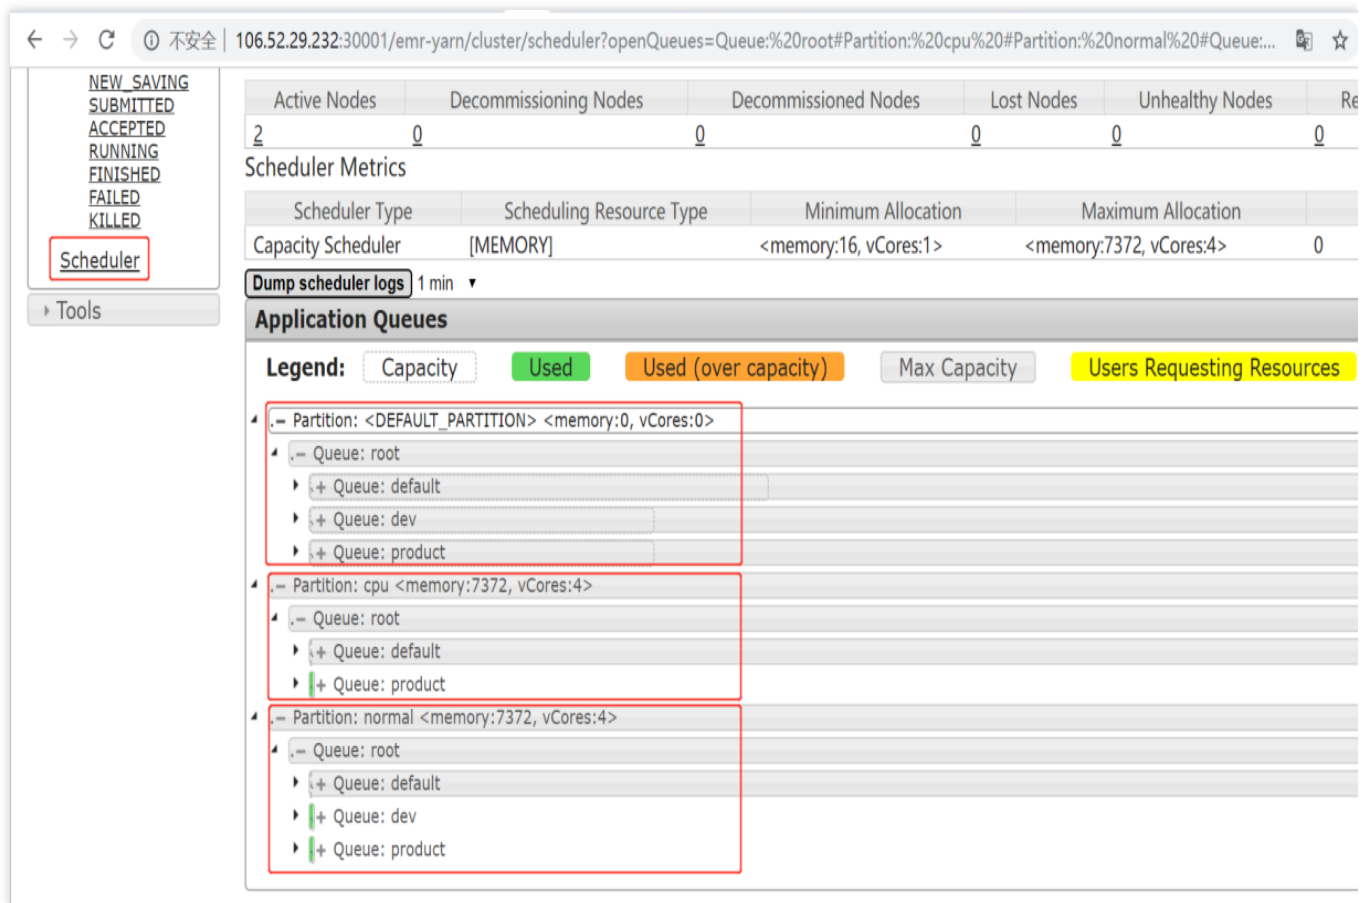 不安全 | 106.52.29.232:30001/emr-yarn/cluster/scheduler?openQueues=Queue:%20root#Partition:%20cpu%20#Partition:%20normal%20#Queue:...
NEW_SAVING
SUBMITTED
ACCEPTED
RUNNING
FINISHED
FAILED
KILLED
Scheduler
Tools
Active Nodes Decommissioning Nodes Decommissioned Nodes Lost Nodes Unhealthy Nodes Re
2 0 0 0 0 0
Scheduler Metrics
Scheduler Type Scheduling Resource Type Minimum Allocation Maximum Allocation
Capacity Scheduler [MEMORY] <memory:16, vCores:1> <memory:7372, vCores:4> 0
Dump scheduler logs 1 min
Application Queues
Legend: Capacity Used Used (over capacity) Max Capacity Users Requesting Resources
.– Partition: <DEFAULT_PARTITION> <memory:0, vCores:0>
.– Queue: root
+ Queue: default
+ Queue: dev
+ Queue: product
.– Partition: cpu <memory:7372, vCores:4>
.– Queue: root
+ Queue: default
+ Queue: product
.– Partition: normal <memory:7372, vCores:4>
.– Queue: root
+ Queue: default
+ Queue: dev
+ Queue: product